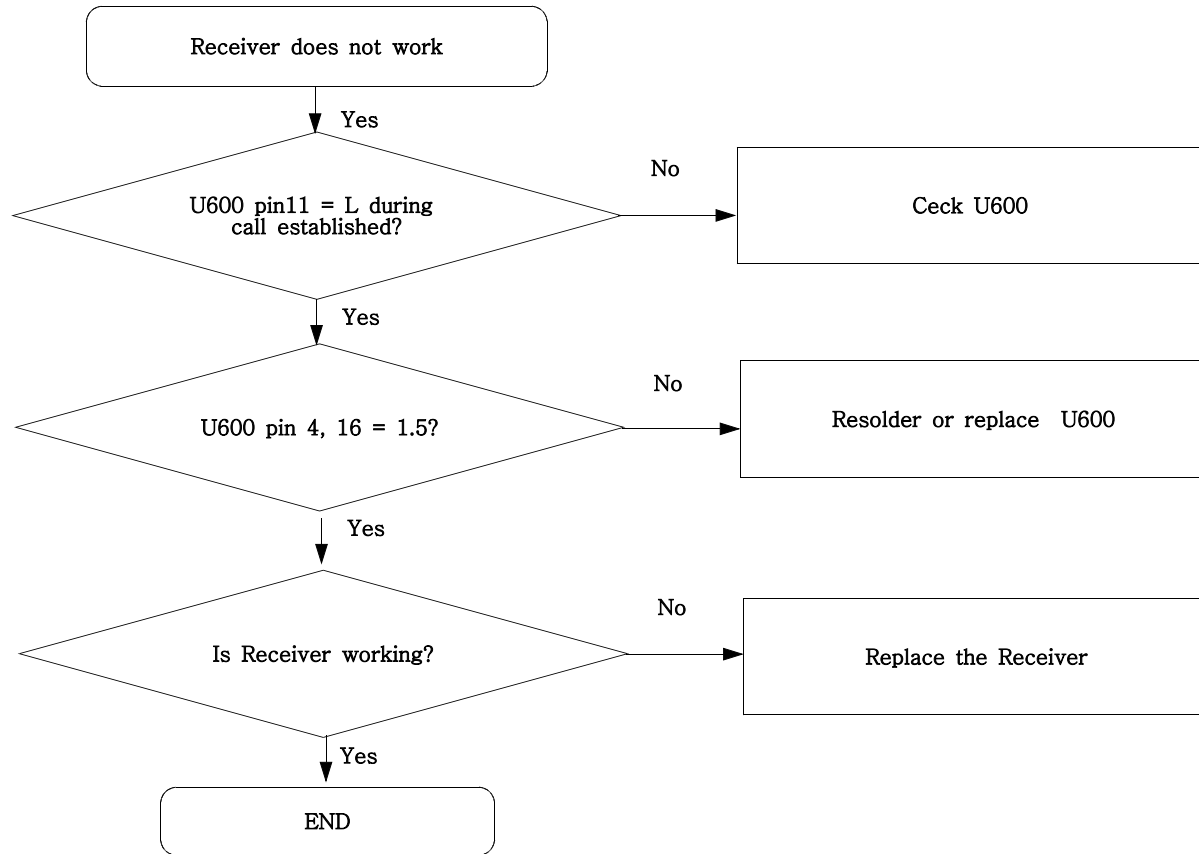 Receiver does not work
Yes
U600 pin11 = L during
call established?
No
Ceck U600
Yes
U600 pin 4, 16 = 1.5?
No
Resolder or replace U600
Yes
Is Receiver working?
No
Replace the Receiver
Yes
END